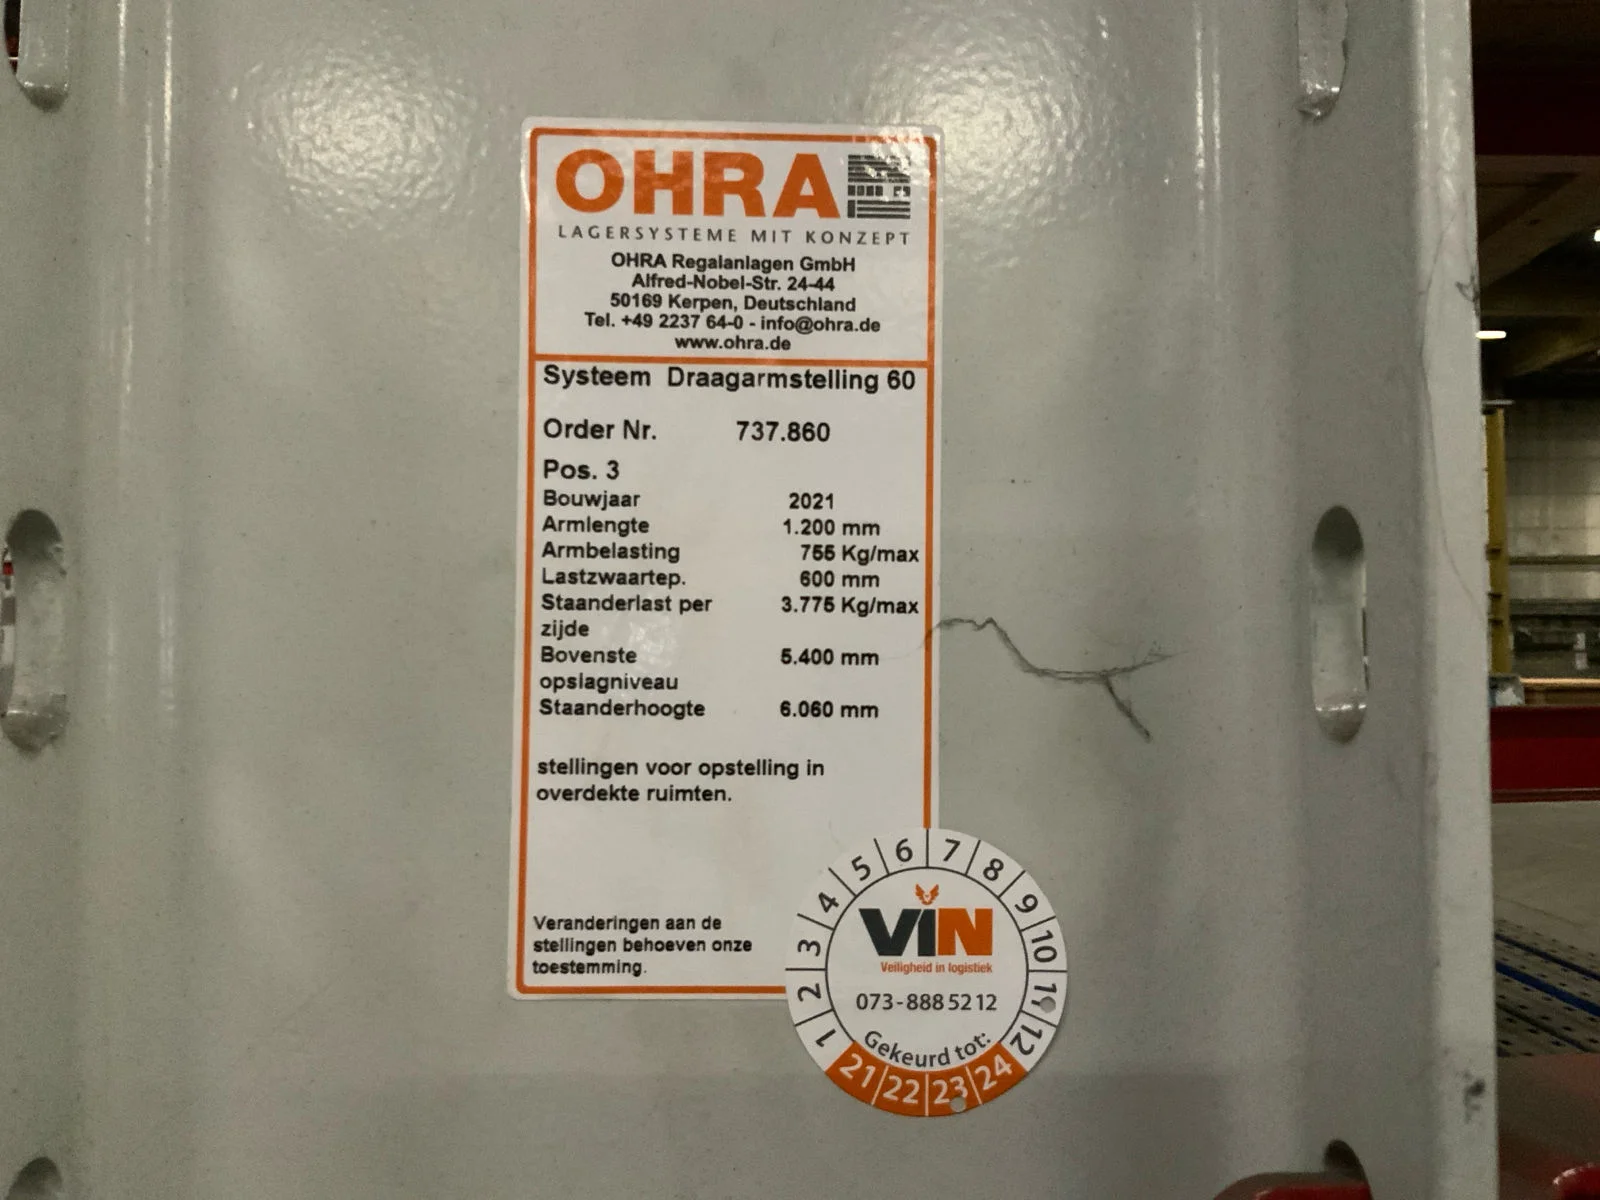 OHRA
LAGERSYSTEME MIT KONZEPT
OHRA Regalanlagen GmbH
Alfred-Nobel-Str. 24-44
50169 Kerpen, Deutschland
Tel. +49 2237 64-0 - info@ohra.de
www.ohra.de
Systeem Draagarmstelling 60
Order Nr. 737.860
Pos. 3
Bouwjaar 2021
Armlengte 1.200 mm
Armbelasting 755 Kg/max
Lastzwaartep. 600 mm
Staanderlast per 3.775 Kg/max
zijde
Bovenste 5.400 mm
opslagniveau
Staanderhoogte 6.060 mm
stellingen voor opstelling in
overdekte ruimten.
Veranderingen aan de
stellingen behoeven onze
toestemming.
1 2 3 4 5 6 7 8 9 10 11 12
VIN
Veiligheid in logistiek
073-888 52 12
Gekeurd tot:
21 22 23 24